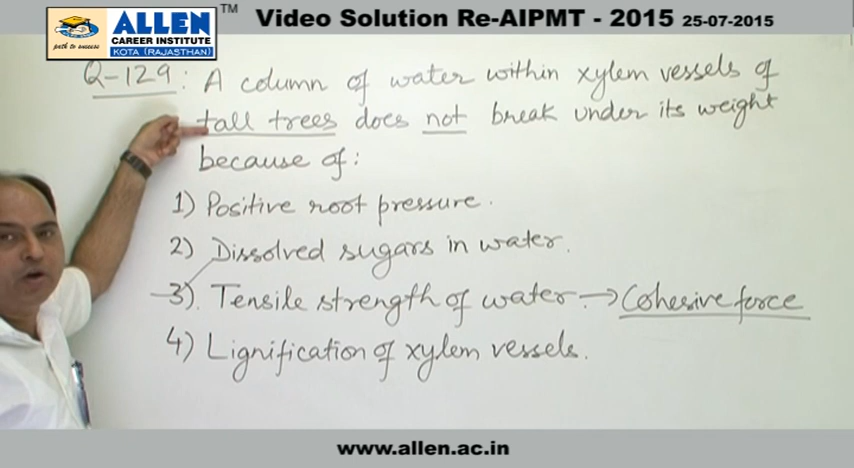 TM
Video Solution Re-AIPMT - 2015 25-07-2015
path to success
ALLEN
CAREER INSTITUTE
KOTA (RAJASTHAN)
Q-129: A column of water within xylem vessels of
tall trees does not break under its weight
because of:
1) Positive root pressure.
2) Dissolved sugars in water.
3). Tensile strength of water. → Cohesive force
4) Lignification of xylem vessels.
www.allen.ac.in